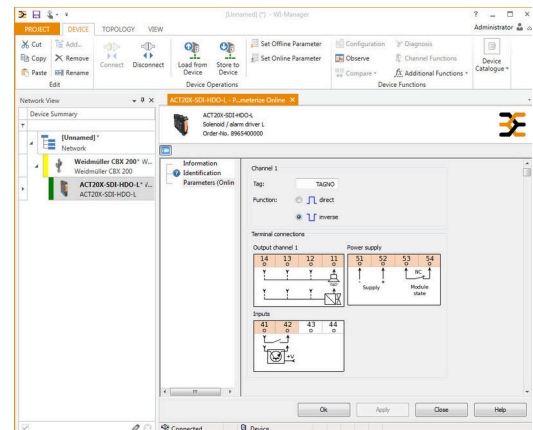 [Unnamed] (*) - WI-Manager
PROJECT DEVICE TOPOLOGY VIEW Administrator
Cut Add... Set Offline Parameter Configuration Diagnosis
Copy Remove Connect Disconnect Load from Device Store to Device Set Online Parameter Observe Channel Functions Device Catalogue
Paste Rename Compare Additional Functions
Edit Device Operations Device Functions
Network View
ACT20X-SDI-HDO-L - P...meterize Online
Device Summary
[Unnamed]*
Network
Weidmüller CBX 200* W...
Weidmüller CBX 200
ACT20X-SDI-HDO-L* /...
ACT20X-SDI-HDO-L
ACT20X-SDI-HDO-L
Solenoid / alarm driver L
Order-No. 8965400000
Information
Identification
Parameters (Onlin
Channel 1
Tag: TAGNO
Function: direct
inverse
Terminal connections
Output channel 1 Power supply
14 13 12 11 51 52 53 54
NC
- +
Supply Module state
Inputs
41 42 43 44
+V
Ok Apply Close Help
Connected Device